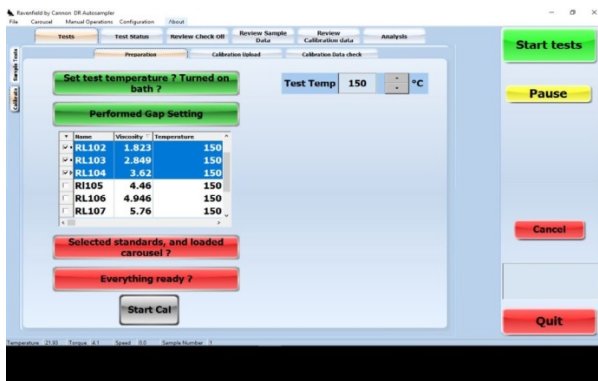 Ravenfield by Cannon DR Autosampler
File Carousel Manual Operations Configuration About
Tests Test Status Review Check Off Review Sample Data Review Calibration data Analysis
Preparation Calibration Upload Calibration Data check
Sample Tests
Calibrate
Set test temperature ? Turned on bath ?
Test Temp 150 °C
Performed Gap Setting
Name Viscosity Temperature
RL102 1.823 150
RL103 2.849 150
RL104 3.62 150
Rl105 4.46 150
RL106 4.946 150
RL107 5.76 150
Selected standards, and loaded carousel ?
Everything ready ?
Start Cal
Start tests
Pause
Cancel
Quit
Temperature 21.93 Torque 4.1 Speed 0.0 Sample Number 1